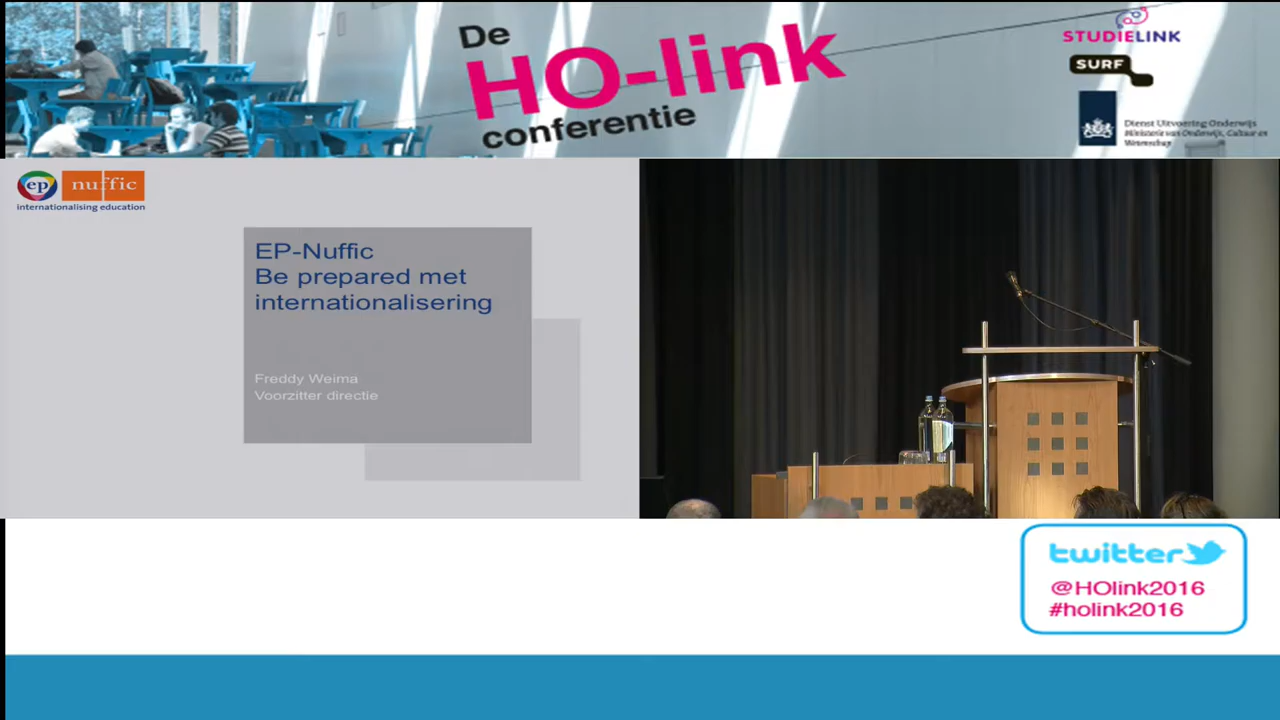 De
HO-link
conferentie
STUDIELINK
SURF
Dienst Uitvoering Onderwijs
Ministerie van Onderwijs, Cultuur en
Wetenschap
ep nuffic
internationalising education
EP-Nuffic
Be prepared met
internationalisering
Freddy Weima
Voorzitter directie
twitter
@HOlink2016
#holink2016